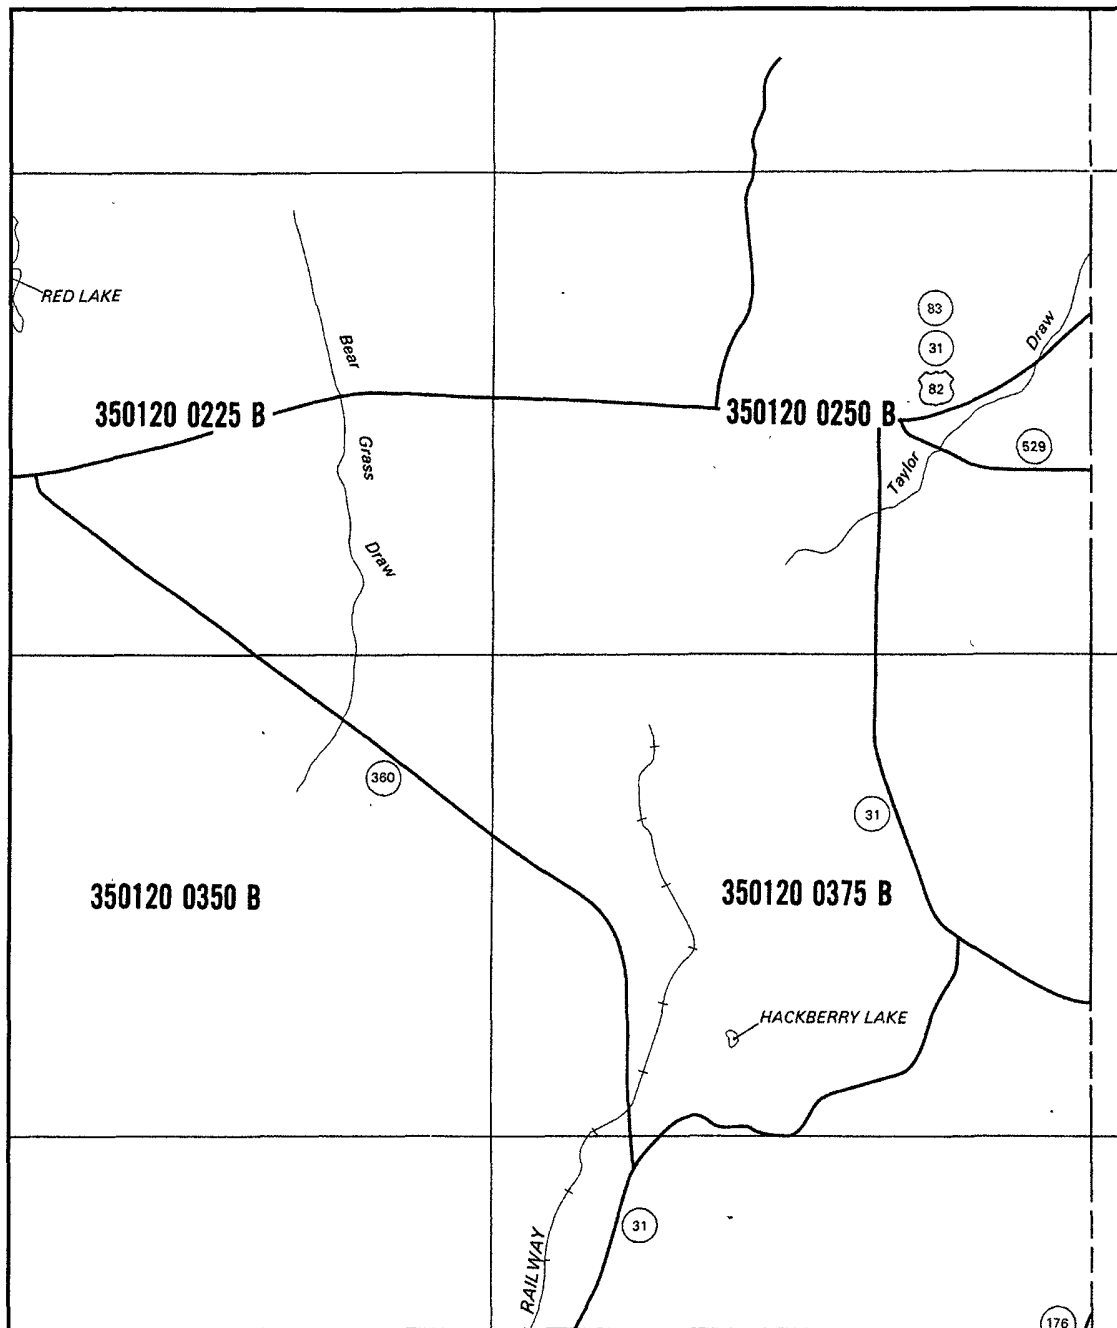 RED LAKE
Bear
Grass
Draw
83
31
82
Draw
Taylor
529
350120 0225 B
350120 0250 B
360
31
350120 0350 B
350120 0375 B
HACKBERRY LAKE
31
RAILWAY
176